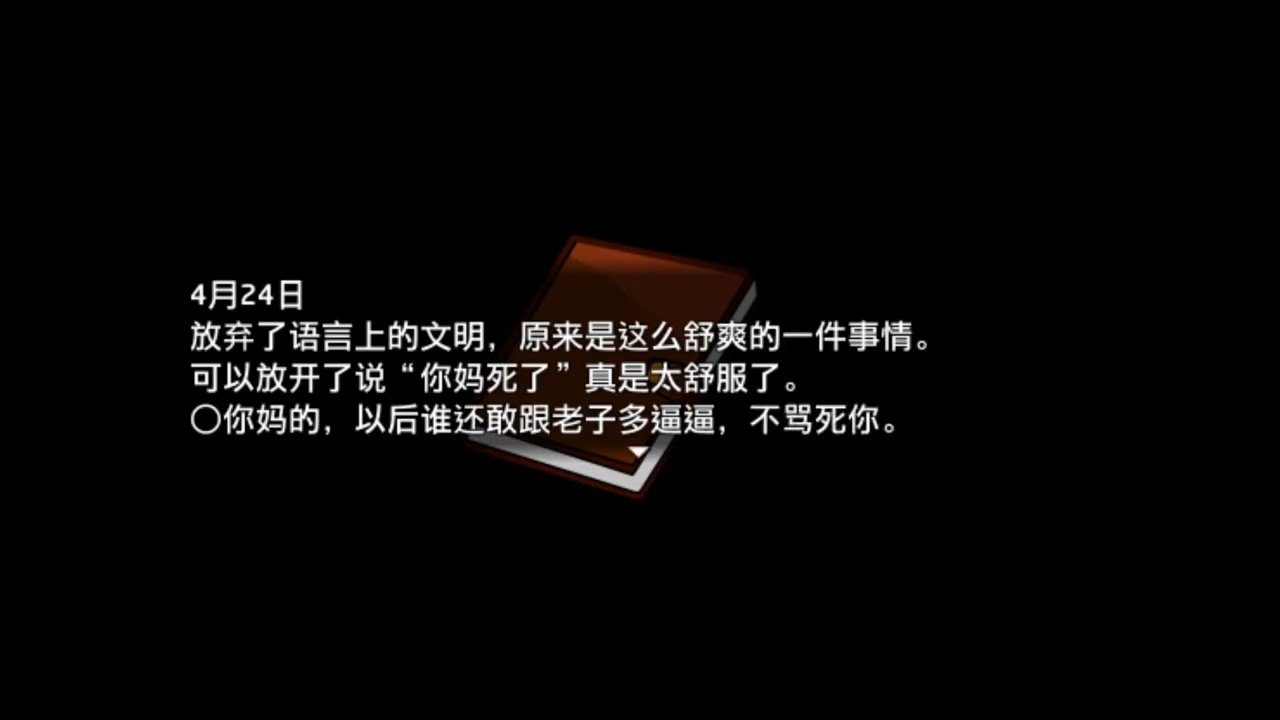 4月24日
放弃了语言上的文明，原来是这么舒爽的一件事情。
可以放开了说“你妈死了”真是太舒服了。
〇你妈的，以后谁还敢跟老子多逼逼，不骂死你。